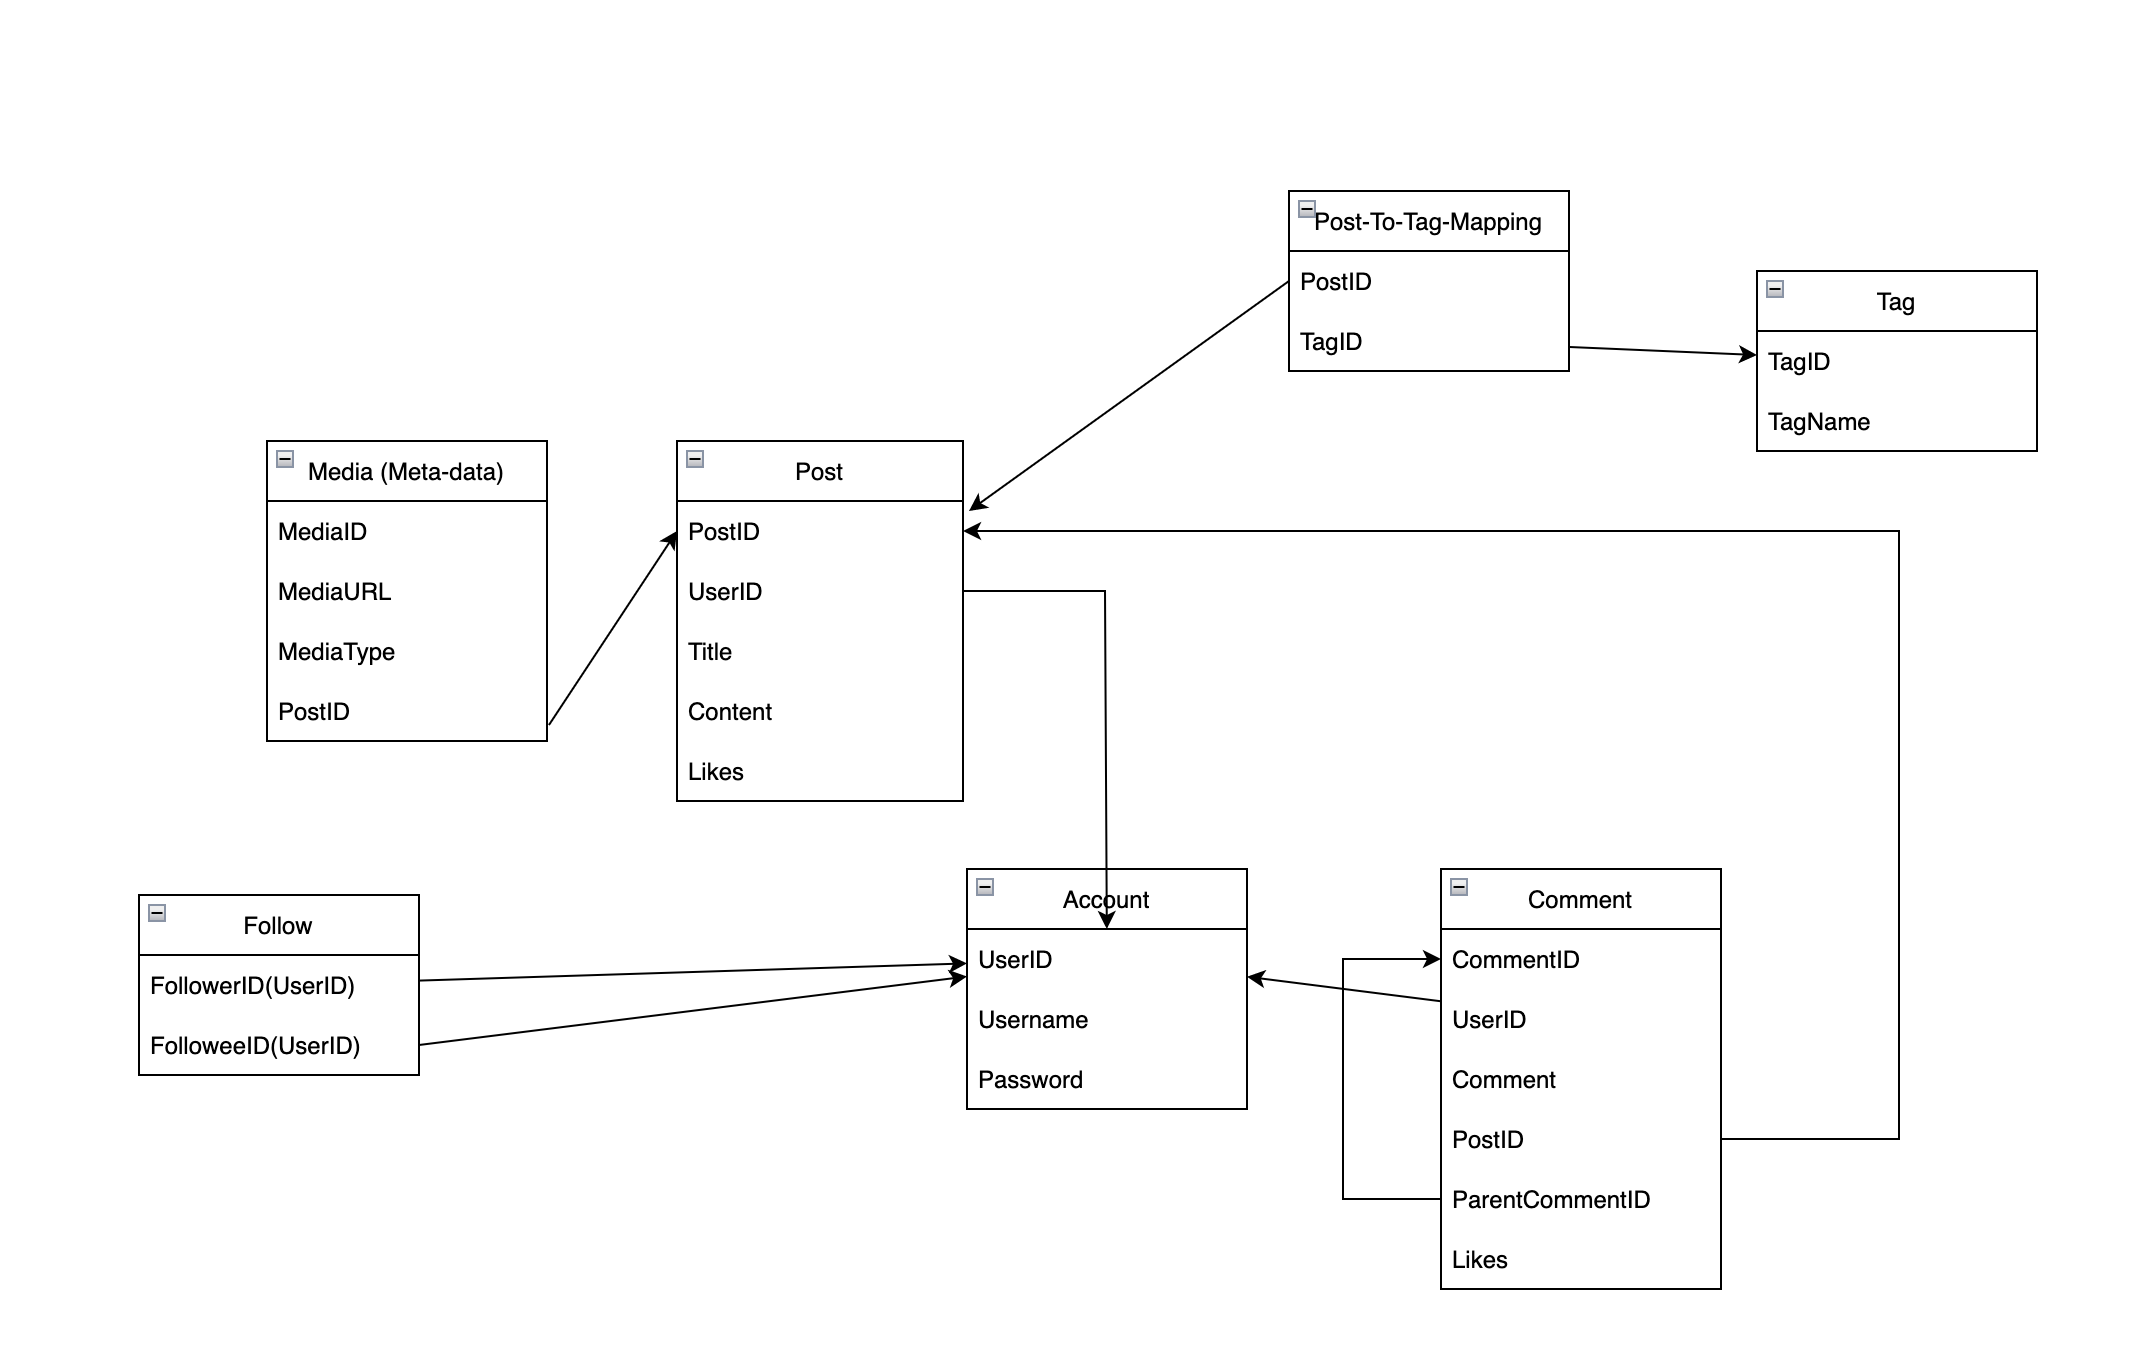 Post-To-Tag-Mapping
PostID
TagID
Tag
TagID
TagName
Media (Meta-data)
MediaID
MediaURL
MediaType
PostID
Post
PostID
UserID
Title
Content
Likes
Follow
FollowerID(UserID)
FolloweeID(UserID)
Account
UserID
Username
Password
Comment
CommentID
UserID
Comment
PostID
ParentCommentID
Likes